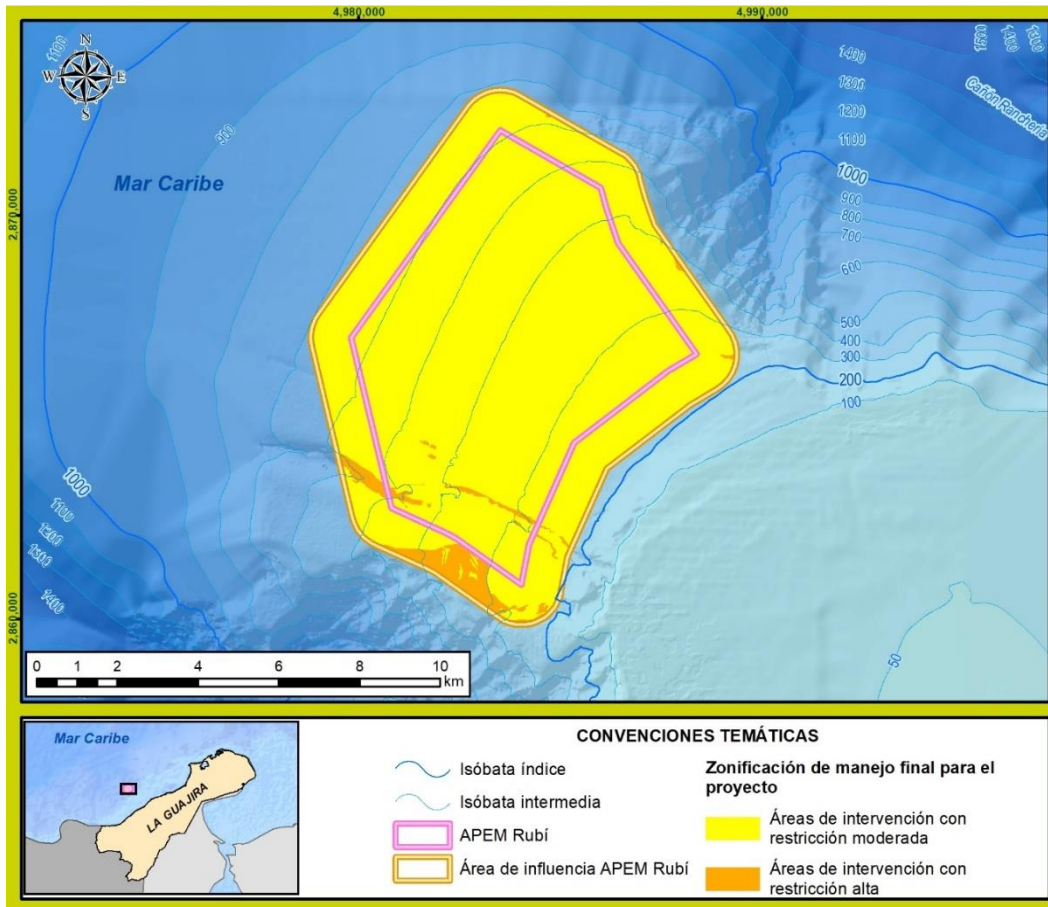 4,980,000
4,990,000
2,870,000
2,860,000
N
W E
S
Mar Caribe
Cañón Ranchería
1100
900
1400
1300
1200
1100
1000
900
800
700
600
500
400
300
200
100
50
1500
1400
1300
1000
1100
1200
1300
1400
0 1 2 4 6 8 10
km
Mar Caribe
LA GUAJIRA
CONVENCIONES TEMÁTICAS
Isóbata índice
Isóbata intermedia
APEM Rubí
Área de influencia APEM Rubí
Zonificación de manejo final para el
proyecto
Áreas de intervención con
restricción moderada
Áreas de intervención con
restricción alta